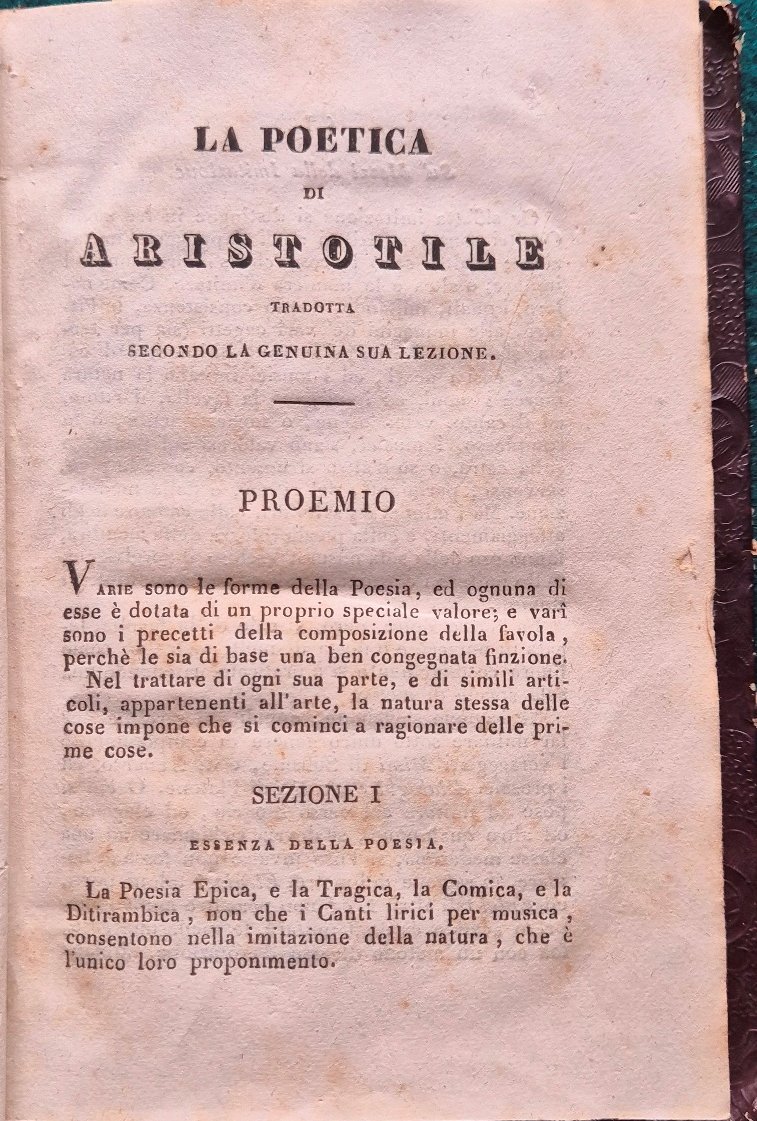 LA POETICA
DI
ARISTOTILE
TRADOTTA
SECONDO LA GENUINA SUA LEZIONE.
PROEMIO
VARIE sono le forme della Poesia, ed ognuna di
esse è dotata di un proprio speciale valore; e varî
sono i precetti della composizione della favola,
perchè le sia di base una ben congegnata finzione.
Nel trattare di ogni sua parte, e di simili arti-
coli, appartenenti all'arte, la natura stessa delle
cose impone che si cominci a ragionare delle pri-
me cose.
SEZIONE I
ESSENZA DELLA POESIA.
La Poesia Epica, e la Tragica, la Comica, e la
Ditirambica, non che i Canti lirici per musica,
consentono nella imitazione della natura, che è
l'unico loro proponimento.